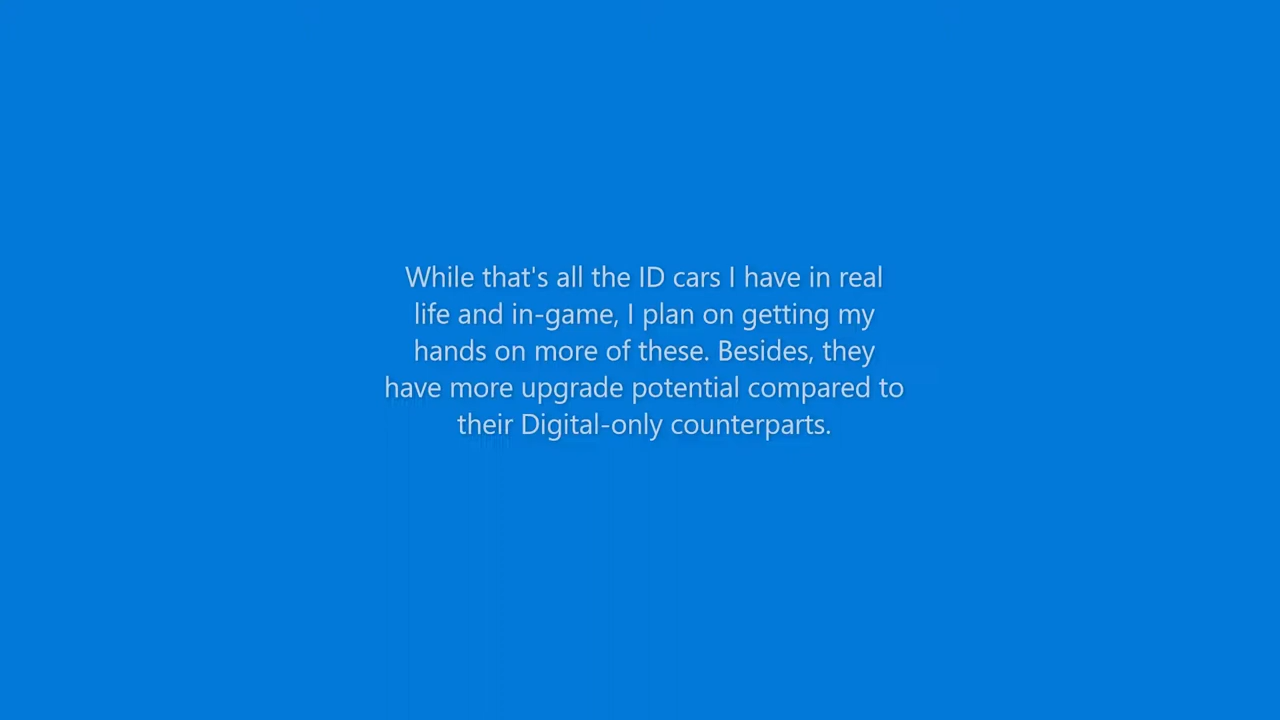 While that's all the ID cars I have in real
life and in-game, I plan on getting my
hands on more of these. Besides, they
have more upgrade potential compared to
their Digital-only counterparts.